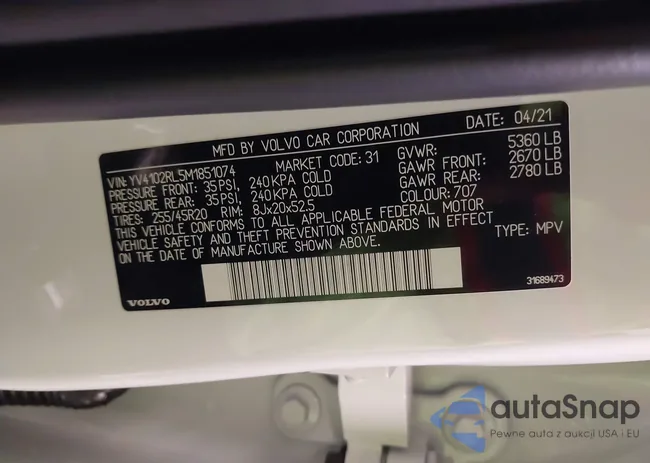 MFD BY VOLVO CAR CORPORATION DATE: 04/21
VIN: YV4102RL5M1851074 MARKET CODE: 31 GVWR: 5360 LB
PRESSURE FRONT: 35PSI, 240KPA COLD GAWR FRONT: 2670 LB
PRESSURE REAR: 35PSI, 240KPA COLD GAWR REAR: 2780 LB
TIRES: 255/45R20 RIM: 8Jx20x52.5 COLOUR: 707
THIS VEHICLE CONFORMS TO ALL APPLICABLE FEDERAL MOTOR
VEHICLE SAFETY AND THEFT PREVENTION STANDARDS IN EFFECT
ON THE DATE OF MANUFACTURE SHOWN ABOVE. TYPE: MPV
VOLVO 31689473
autaSnap
Pewne auta z aukcji USA i EU